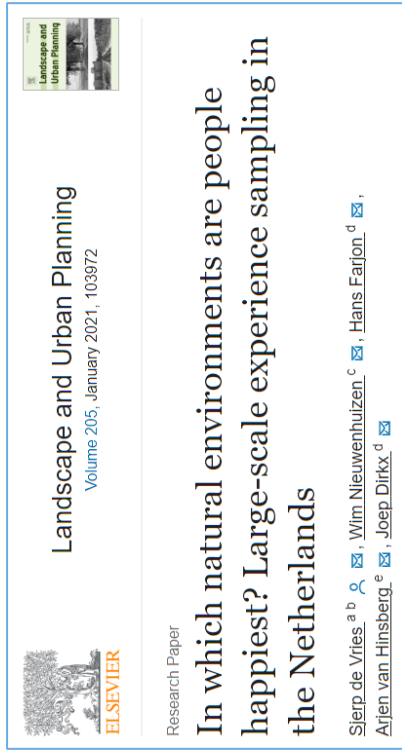 ELSEVIER
Landscape and Urban Planning
Volume 205, January 2021, 103972
Landscape and
Urban Planning
Research Paper
In which natural environments are people
happiest? Large-scale experience sampling in
the Netherlands
Sjerp de Vries a b, Wim Nieuwenhuizen c, Hans Farjon d,
Arjen van Hinsberg e, Joep Dirkx d